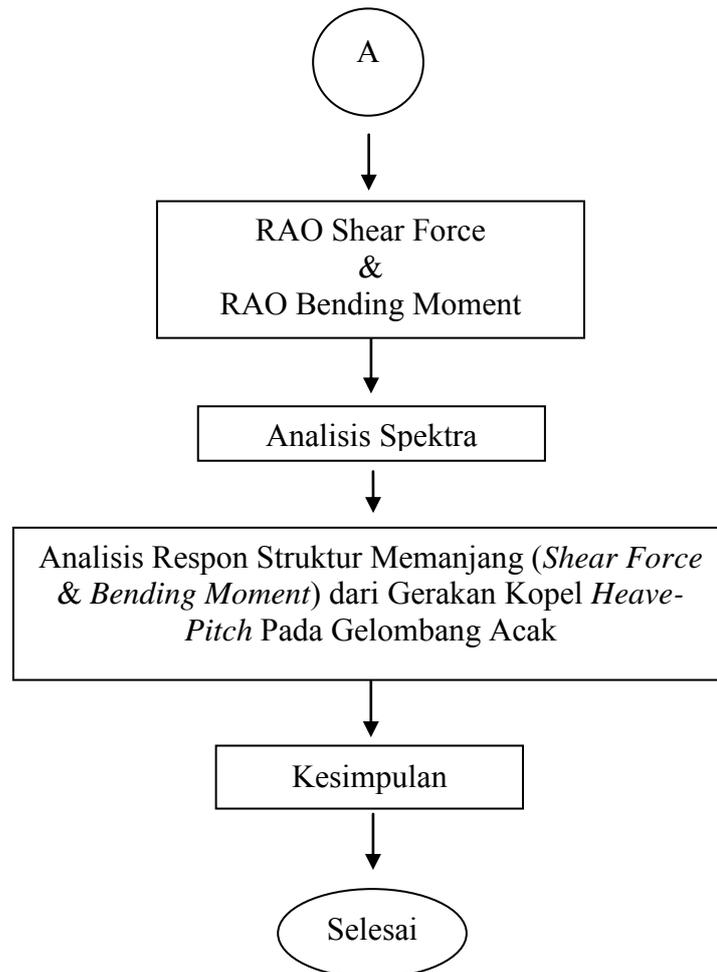 A
RAO Shear Force
&
RAO Bending Moment
Analisis Spektra
Analisis Respon Struktur Memanjang (Shear Force
& Bending Moment) dari Gerakan Kopel Heave-
Pitch Pada Gelombang Acak
Kesimpulan
Selesai